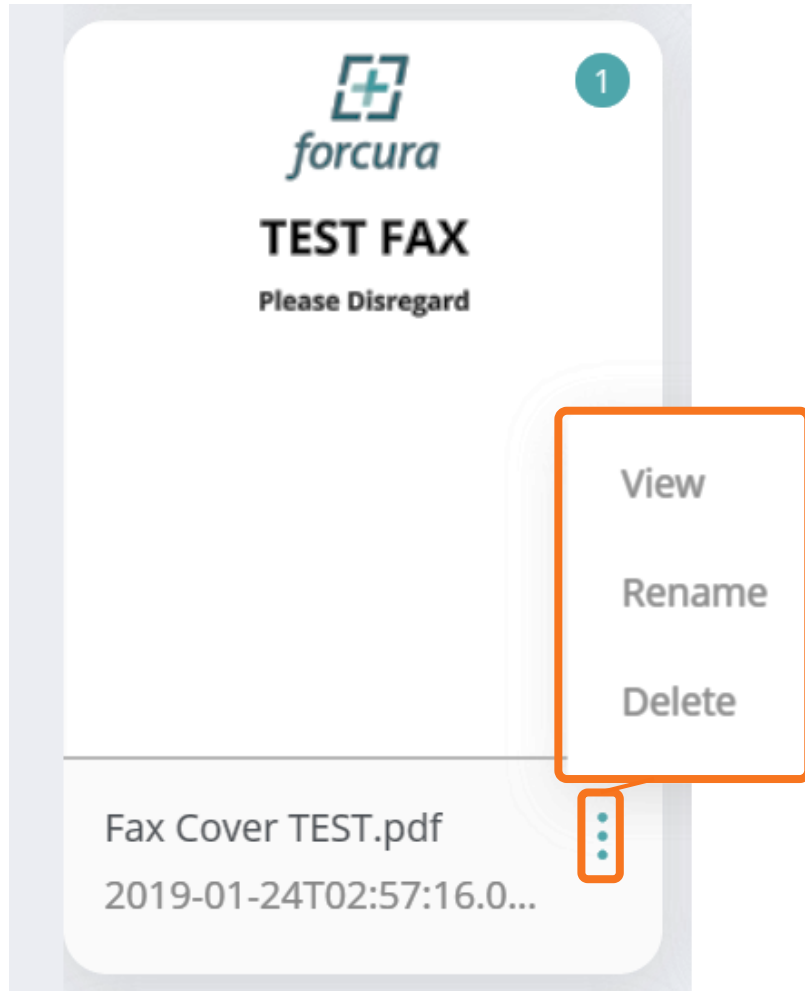 1
forcura
TEST FAX
Please Disregard
View
Rename
Delete
Fax Cover TEST.pdf
2019-01-24T02:57:16.0...